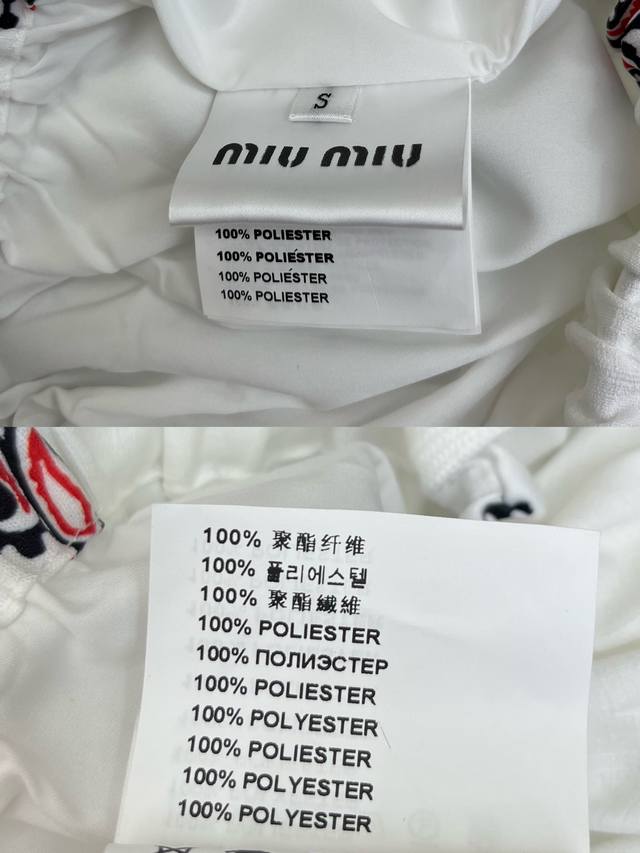 S
MIU MIU
100% POLIESTER
100% POLIÉSTER
100% POLIÉSTER
100% POLIESTER
100% 聚酯纤维
100% 폴리에스텔
100% 聚酯纖維
100% POLIESTER
100% ПОЛИЭСТЕР
100% POLIESTER
100% POLYESTER
100% POLIESTER
100% POLYESTER
100% POLYESTER